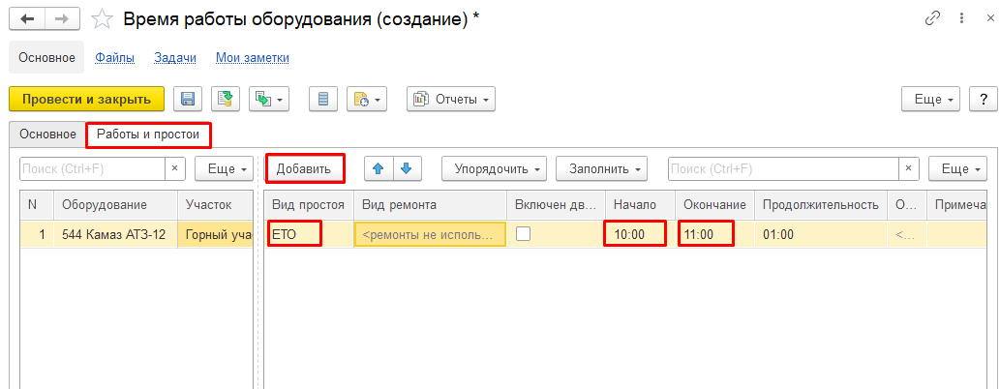 Время работы оборудования (создание) *
Основное Файлы Задачи Мои заметки
Провести и закрыть Отчеты Еще ?
Основное Работы и простои
Поиск (Ctrl+F) × Еще Добавить Упорядочить Заполнить Поиск (Ctrl+F) × Еще
N Оборудование Участок Вид простоя Вид ремонта Включен дв... Начало Окончание Продолжительность О... Примеча
1 544 Камаз АТЗ-12 Горный учас ЕТО <ремонты не исполь... 10:00 11:00 01:00 <...